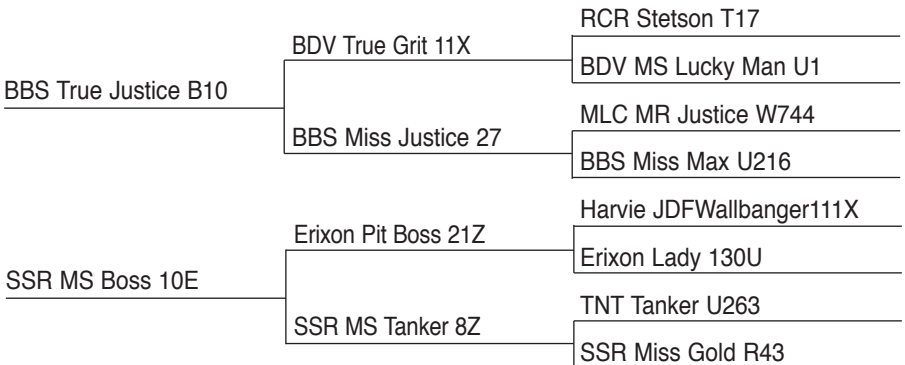 RCR Stetson T17
BDV True Grit 11X
BDV MS Lucky Man U1
BBS True Justice B10
MLC MR Justice W744
BBS Miss Justice 27
BBS Miss Max U216
Harvie JDFWallbanger111X
Erixon Pit Boss 21Z
Erixon Lady 130U
SSR MS Boss 10E
TNT Tanker U263
SSR MS Tanker 8Z
SSR Miss Gold R43